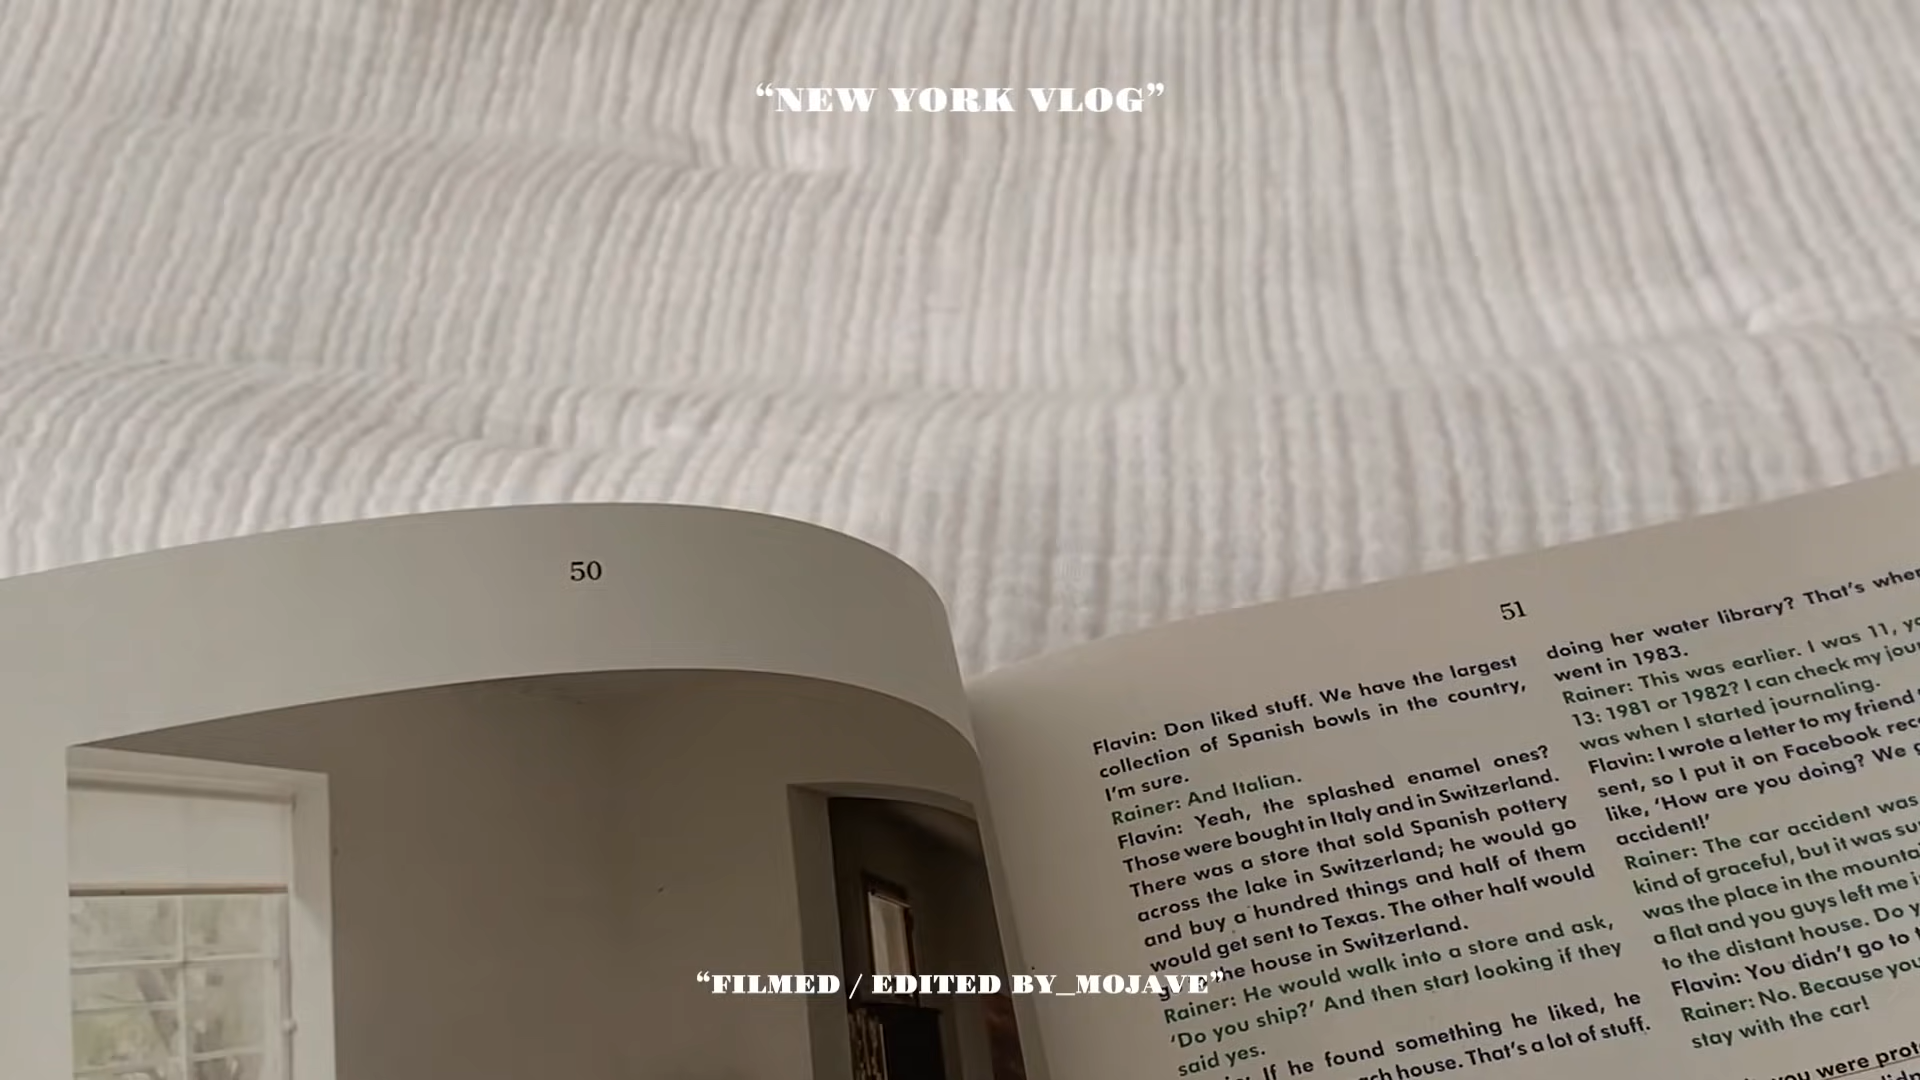 “NEW YORK VLOG”
50
51
Flavin: Don liked stuff. We have the largest
collection of Spanish bowls in the country,
I’m sure.
Rainer: And Italian.
Flavin: Yeah, the splashed enamel ones?
Those were bought in Italy and in Switzerland.
There was a store that sold Spanish pottery
across the lake in Switzerland; he would go
and buy a hundred things and half of them
would get sent to Texas. The other half would
the house in Switzerland.
Rainer: He would walk into a store and ask,
‘Do you ship?’ And then start looking if they
said yes.
If he found something he liked, he
house. That’s a lot of stuff.
doing her water library? That’s
went in 1983.
Rainer: This was earlier. I was 11,
13: 1981 or 1982? I can check my
was when I started journaling.
Flavin: I wrote a letter to my friend
sent, so I put it on Facebook
like, ‘How are you doing? We
accident!’
Rainer: The car accident was
kind of graceful, but it was
was the place in the
a flat and you guys left me
to the distant house. Do
Flavin: You didn’t go to
Rainer: No. Because you
stay with the car!
you were
“FILMED / EDITED BY_MOJAVE”